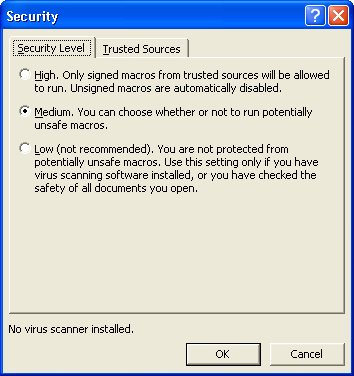 Security
Security Level Trusted Sources
High. Only signed macros from trusted sources will be allowed
to run. Unsigned macros are automatically disabled.
Medium. You can choose whether or not to run potentially
unsafe macros.
Low (not recommended). You are not protected from
potentially unsafe macros. Use this setting only if you have
virus scanning software installed, or you have checked the
safety of all documents you open.
No virus scanner installed.
OK Cancel